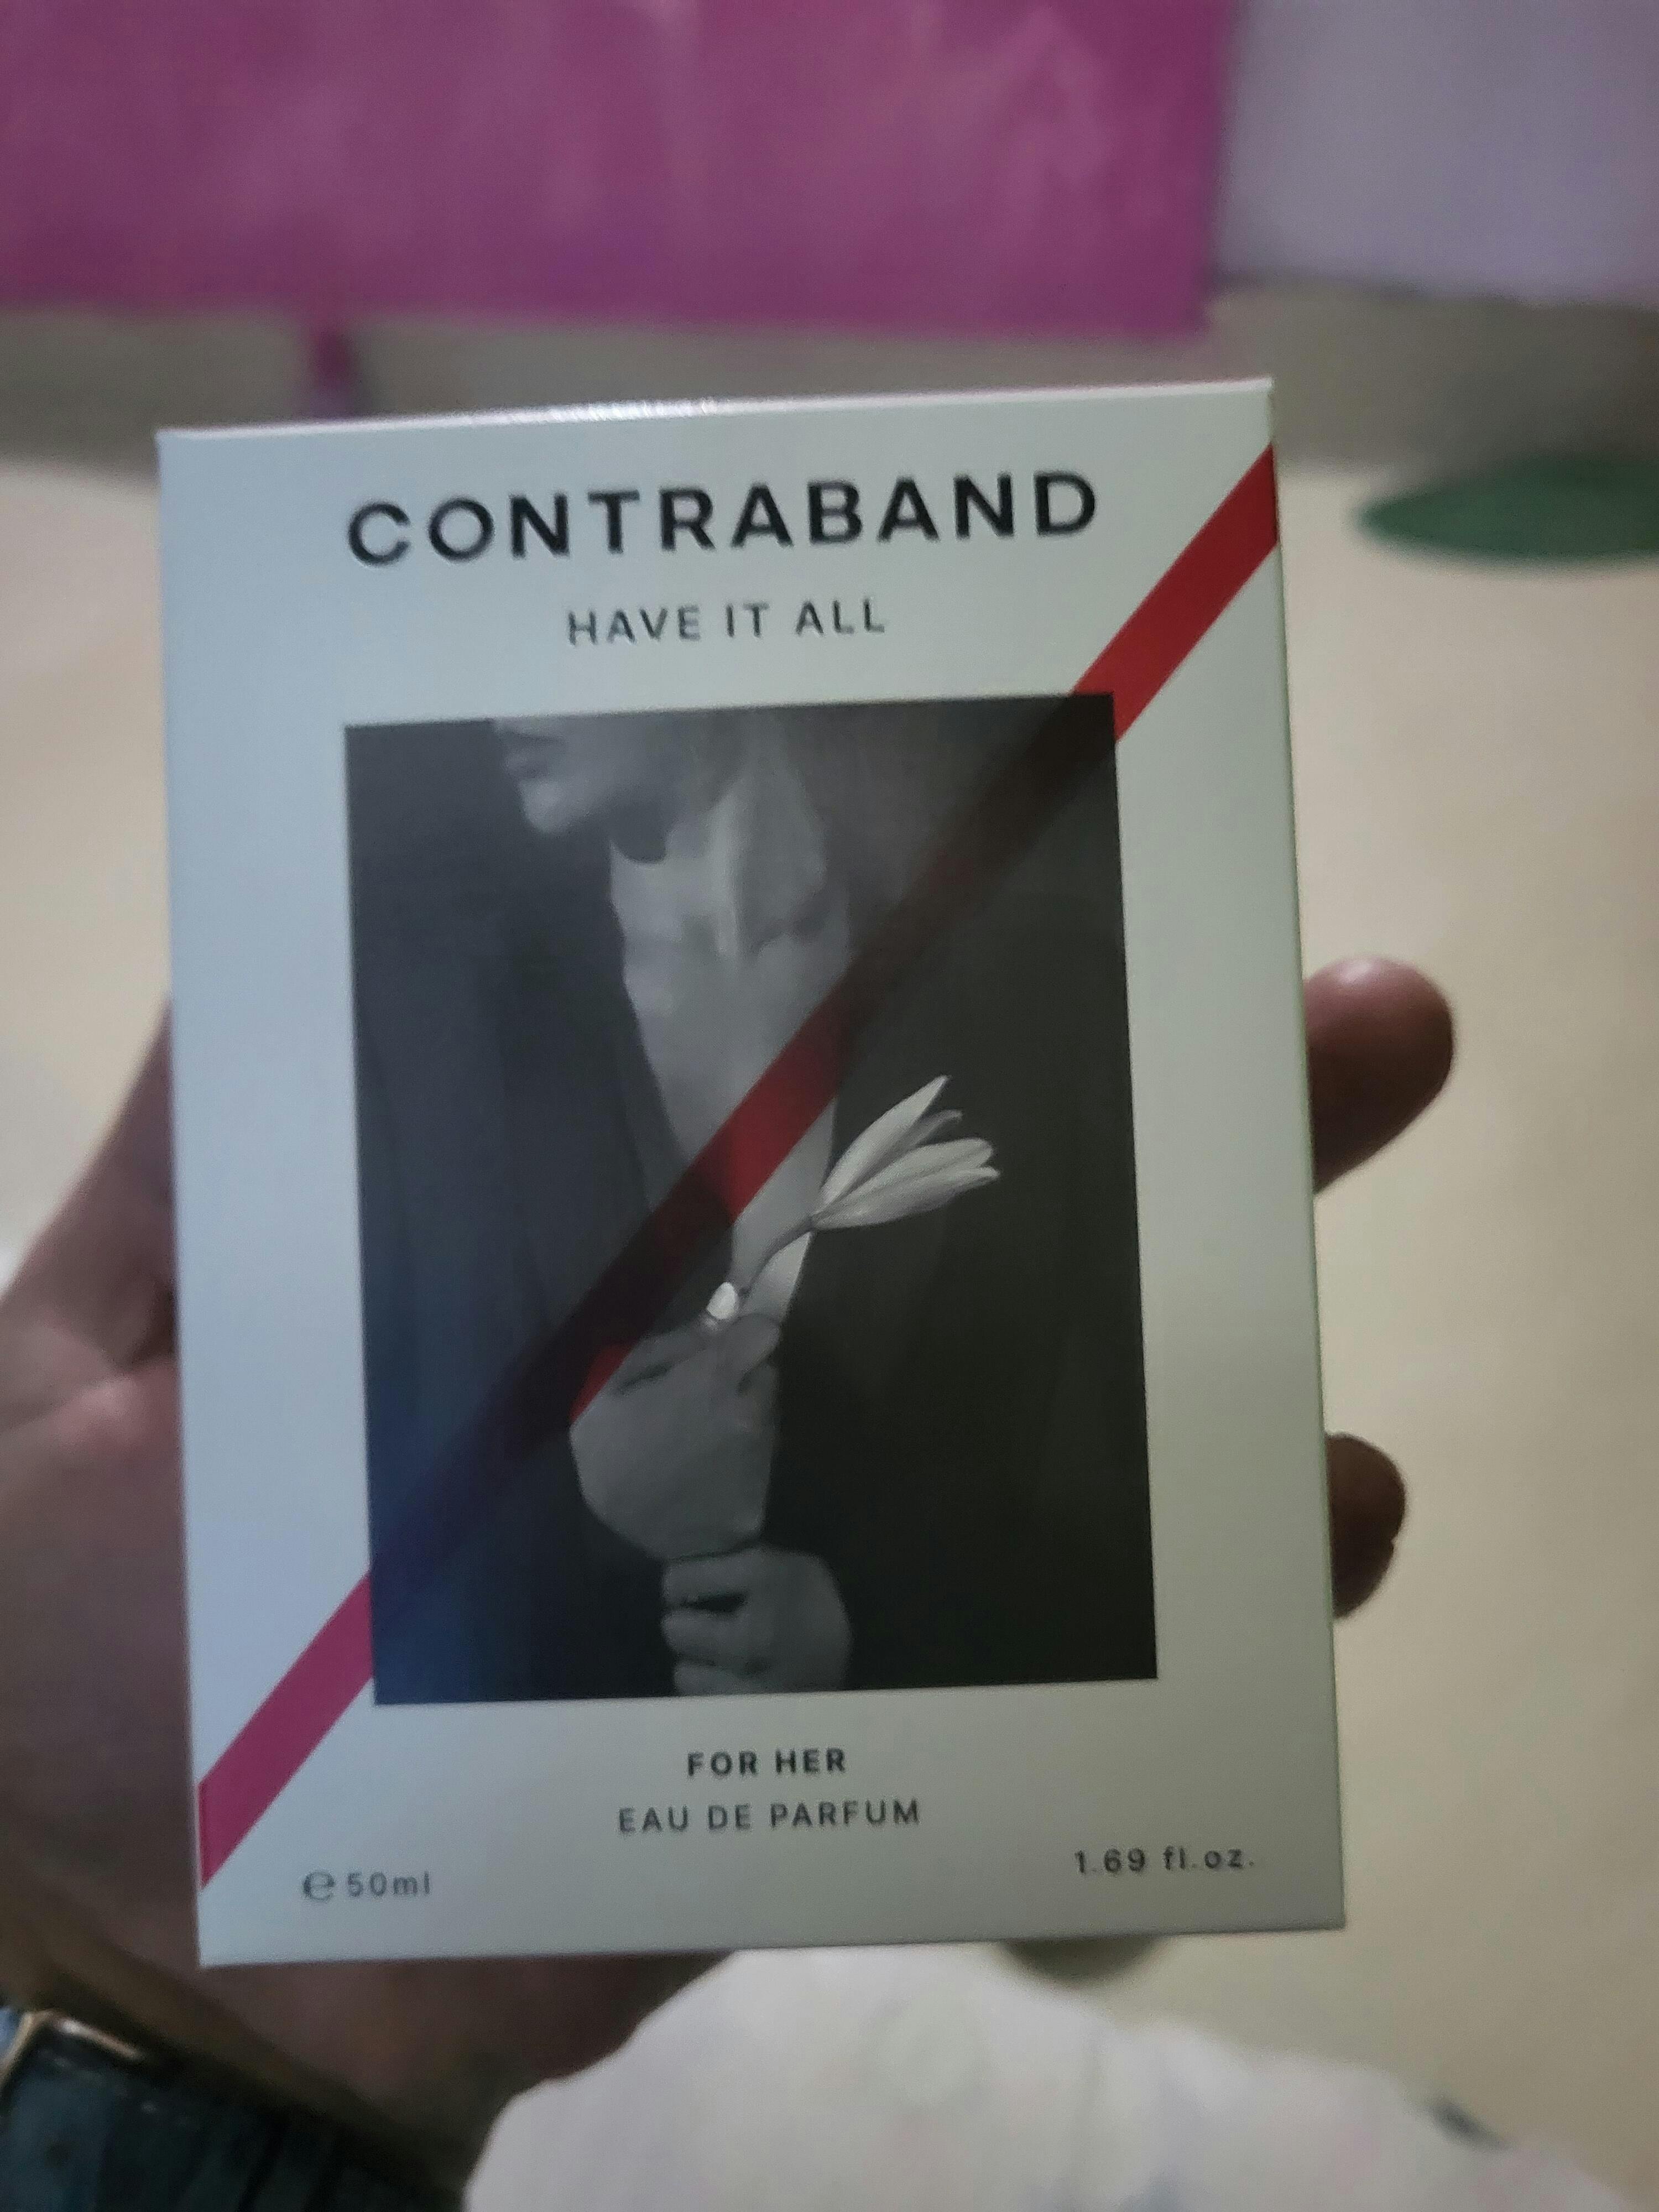 CONTRABAND
HAVE IT ALL
FOR HER
EAU DE PARFUM
℮ 50ml
1.69 fl.oz.